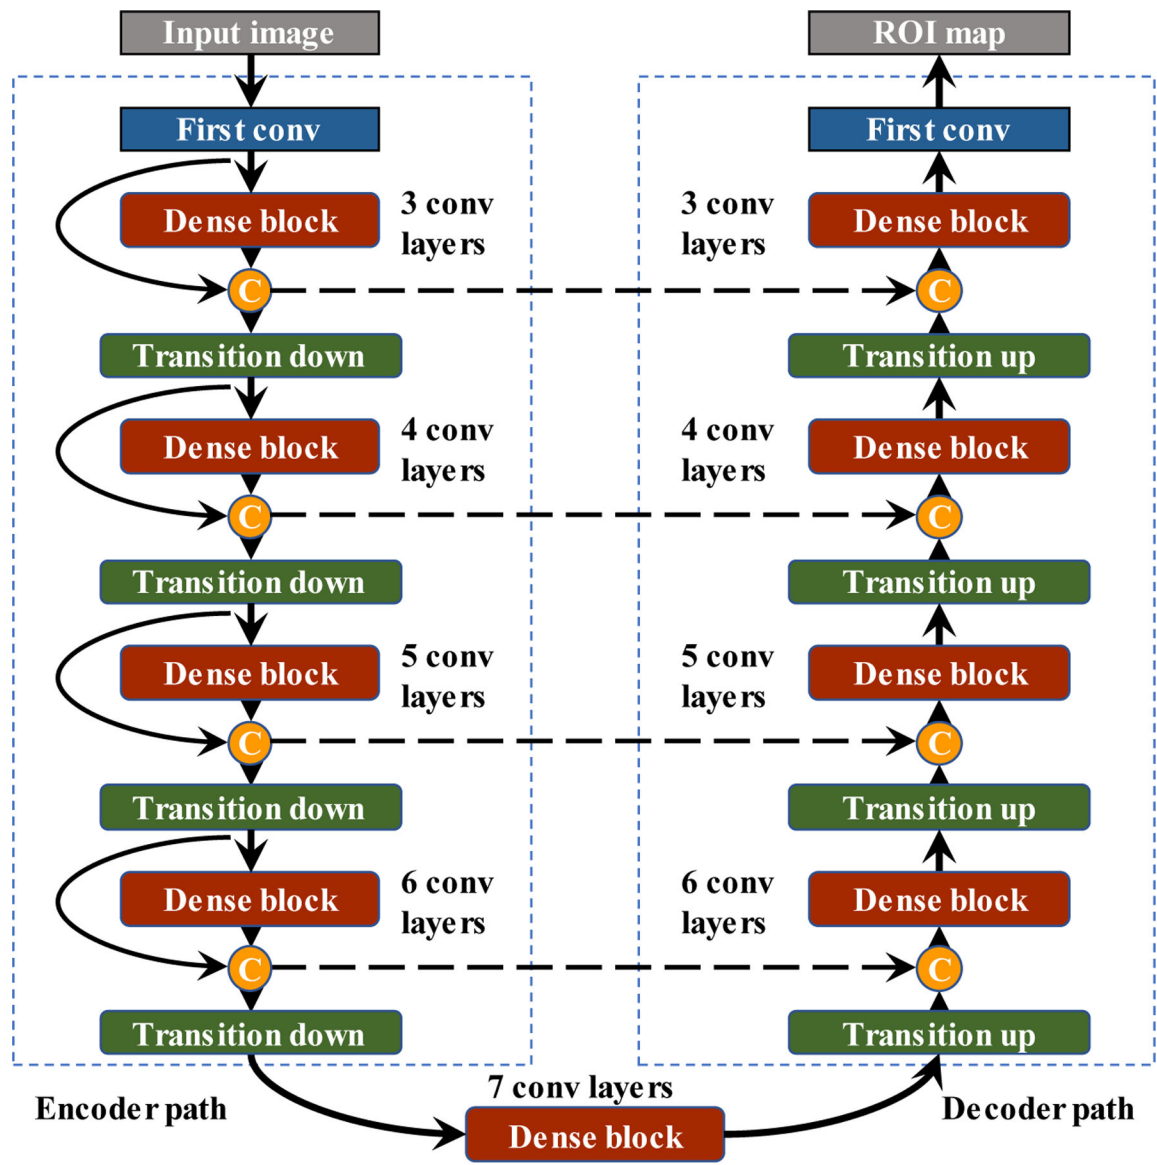 Input image
First conv
Dense block
3 conv
layers
C
Transition down
Dense block
4 conv
layers
C
Transition down
Dense block
5 conv
layers
C
Transition down
Dense block
6 conv
layers
C
Transition down
Encoder path
7 conv layers
Dense block
ROI map
First conv
3 conv
layers
Dense block
C
Transition up
4 conv
layers
Dense block
C
Transition up
5 conv
layers
Dense block
C
Transition up
6 conv
layers
Dense block
C
Transition up
Decoder path